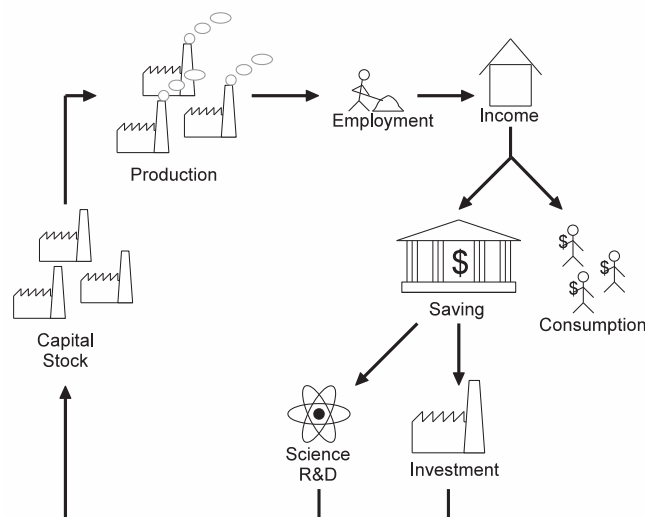 Production
Employment
Income
Capital
Stock
$
Saving
$
$
$
Consumption
Science
R&D
Investment